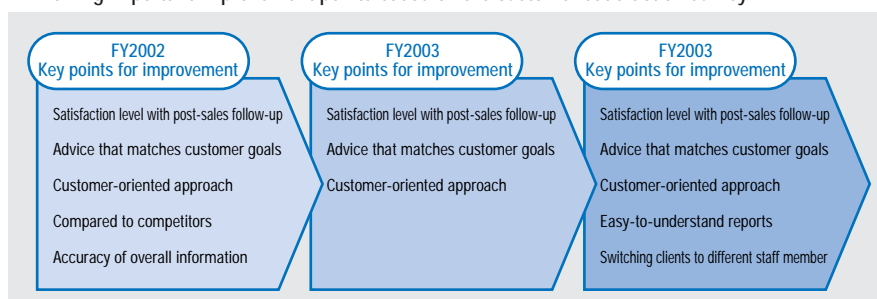 FY2002
Key points for improvement
Satisfaction level with post-sales follow-up
Advice that matches customer goals
Customer-oriented approach
Compared to competitors
Accuracy of overall information
FY2003
Key points for improvement
Satisfaction level with post-sales follow-up
Advice that matches customer goals
Customer-oriented approach
FY2003
Key points for improvement
Satisfaction level with post-sales follow-up
Advice that matches customer goals
Customer-oriented approach
Easy-to-understand reports
Switching clients to different staff member